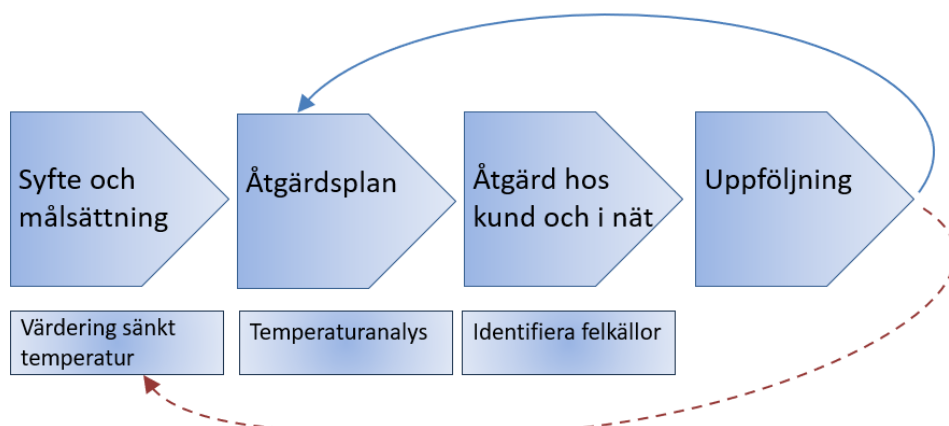 Syfte och
målsättning
Åtgärdsplan
Åtgärd hos
kund och i nät
Uppföljning
Värdering sänkt
temperatur
Temperaturanalys
Identifiera felkällor